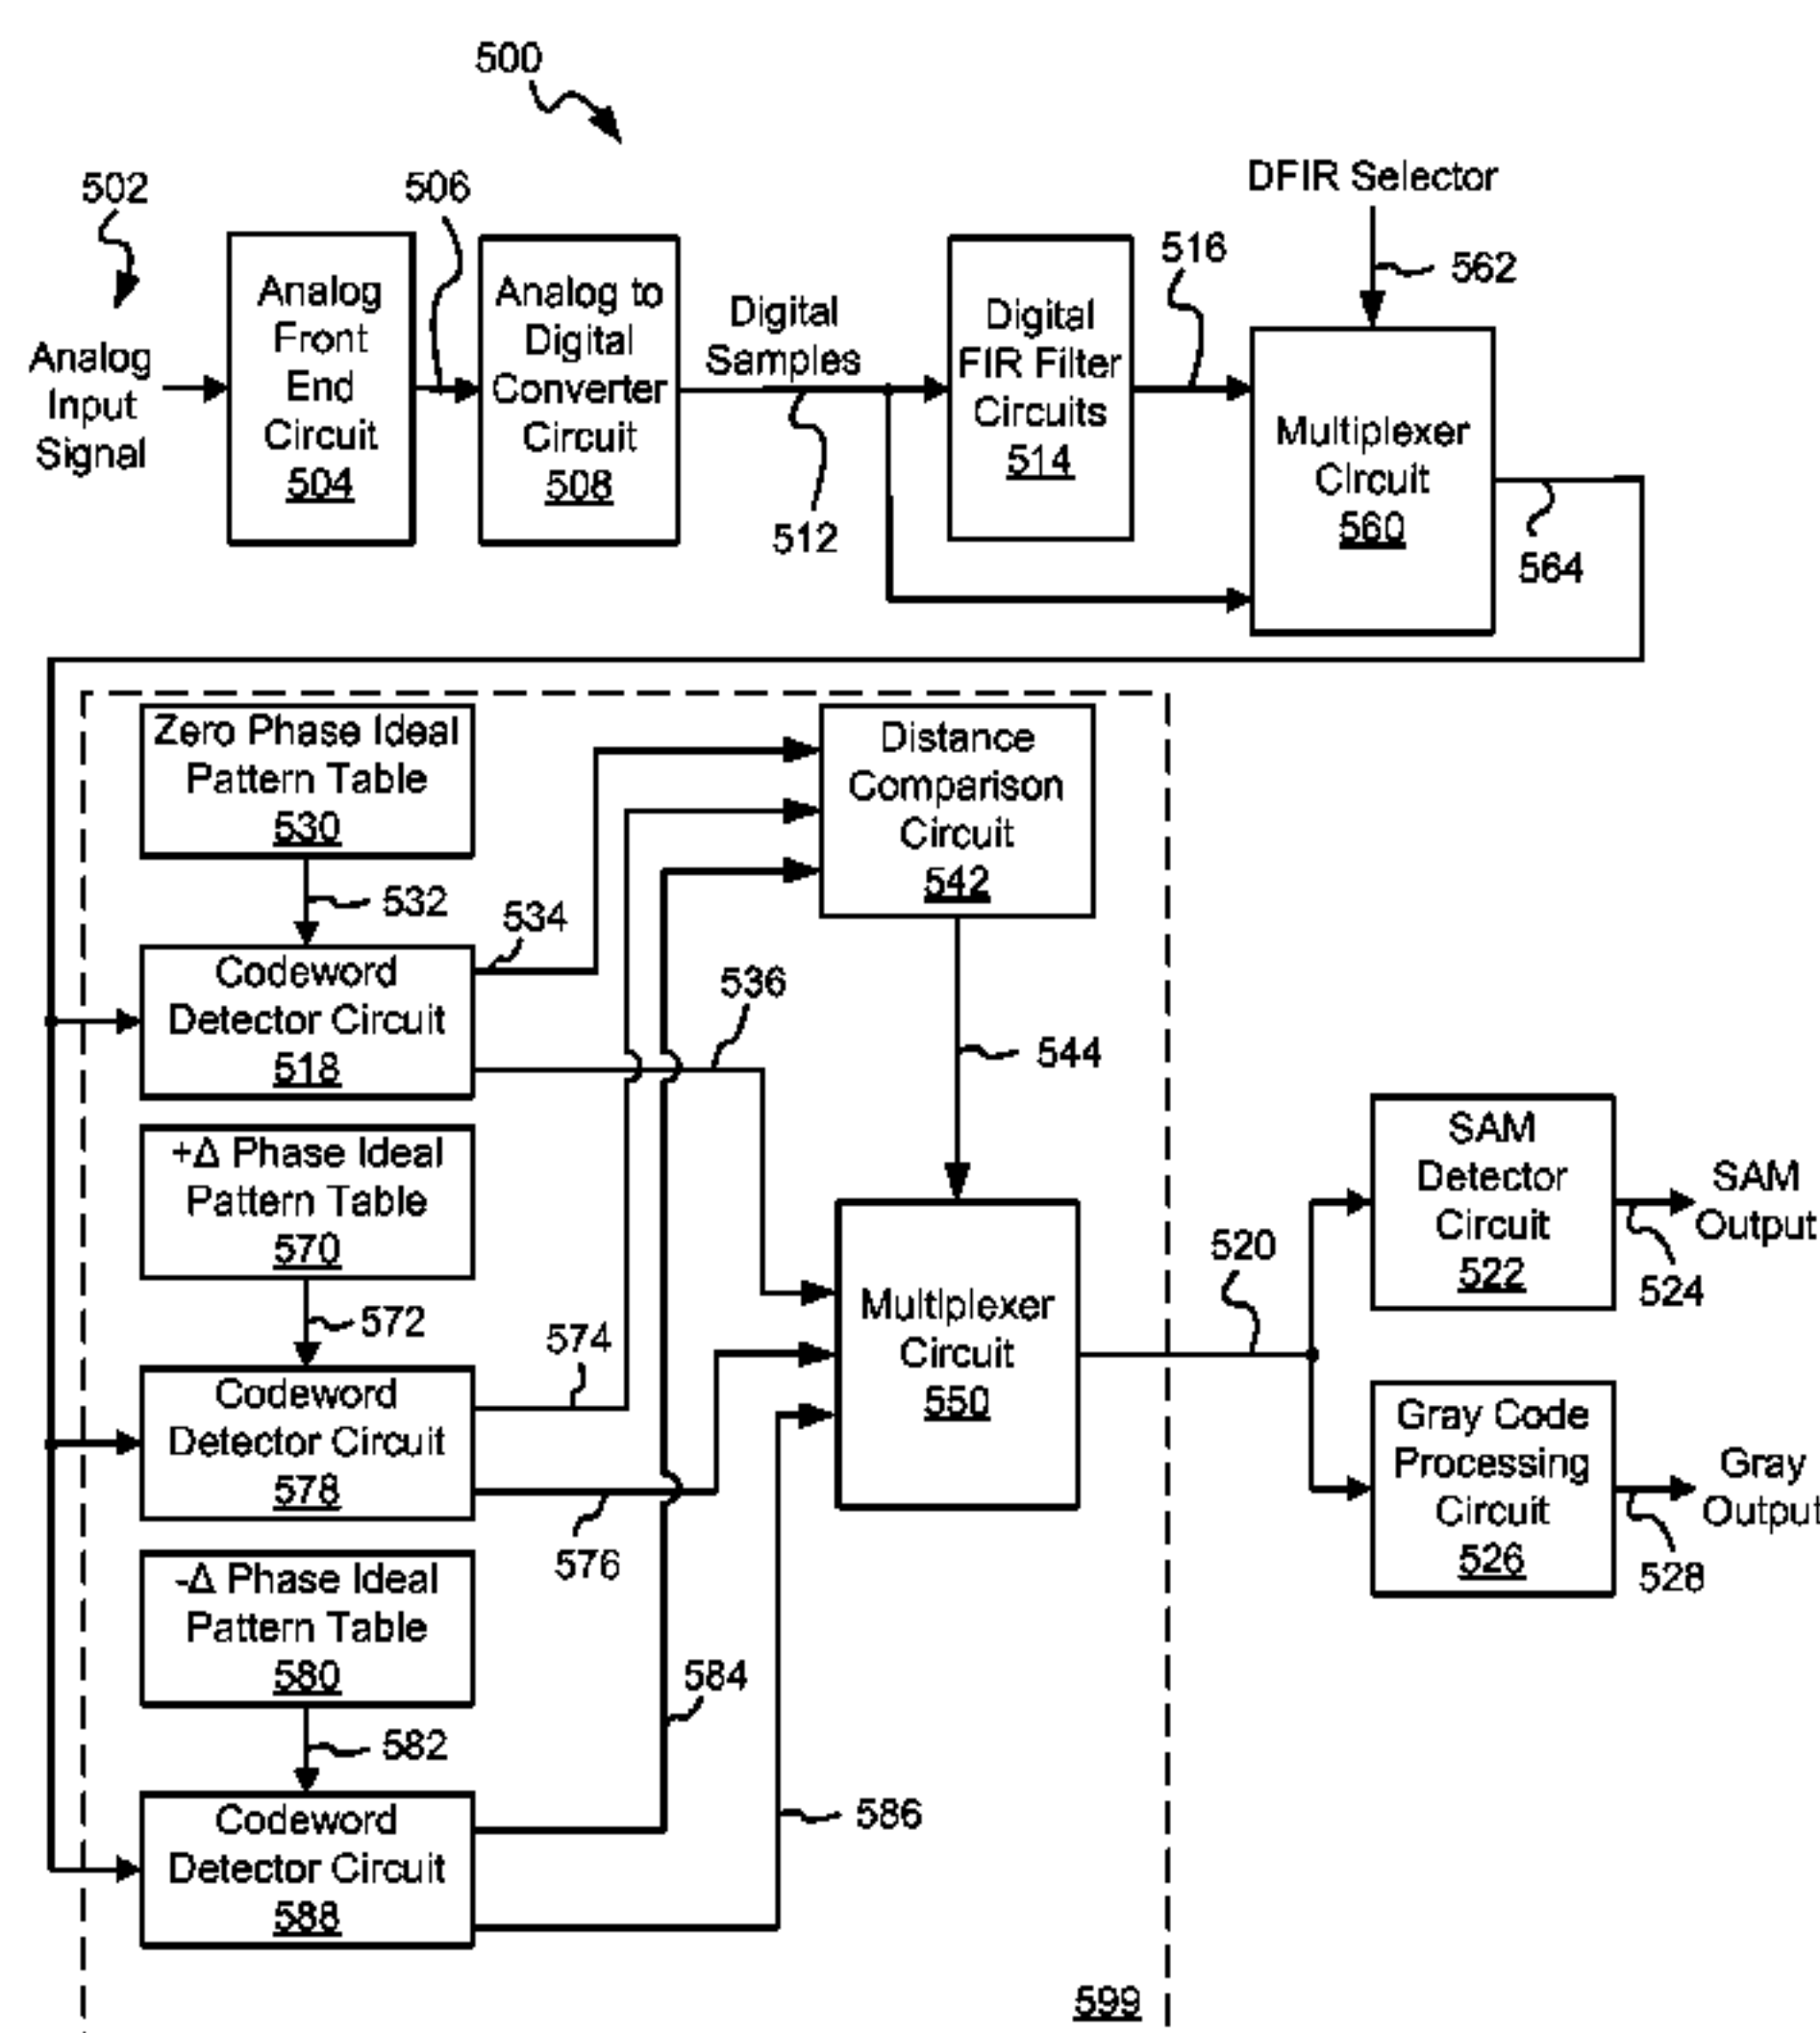 500
502
506
DFIR Selector
516
562
Analog
Input
Signal
Analog
Front
End
Circuit
504
Analog to
Digital
Converter
Circuit
508
Digital
Samples
512
Digital
FIR Filter
Circuits
514
Multiplexer
Circuit
560
564
Zero Phase Ideal
Pattern Table
530
Distance
Comparison
Circuit
542
532
534
Codeword
Detector Circuit
518
536
544
+Δ Phase Ideal
Pattern Table
570
572
574
Codeword
Detector Circuit
578
576
Multiplexer
Circuit
550
520
SAM
Detector
Circuit
522
SAM
Output
524
Gray Code
Processing
Circuit
526
Gray
Output
528
-Δ Phase Ideal
Pattern Table
580
582
584
Codeword
Detector Circuit
588
586
599